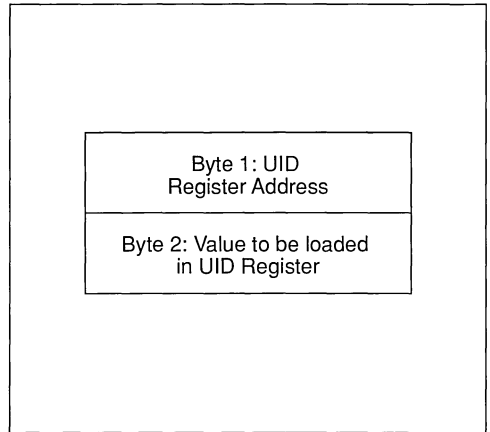 Byte 1: UID
Register Address
Byte 2: Value to be loaded
in UID Register